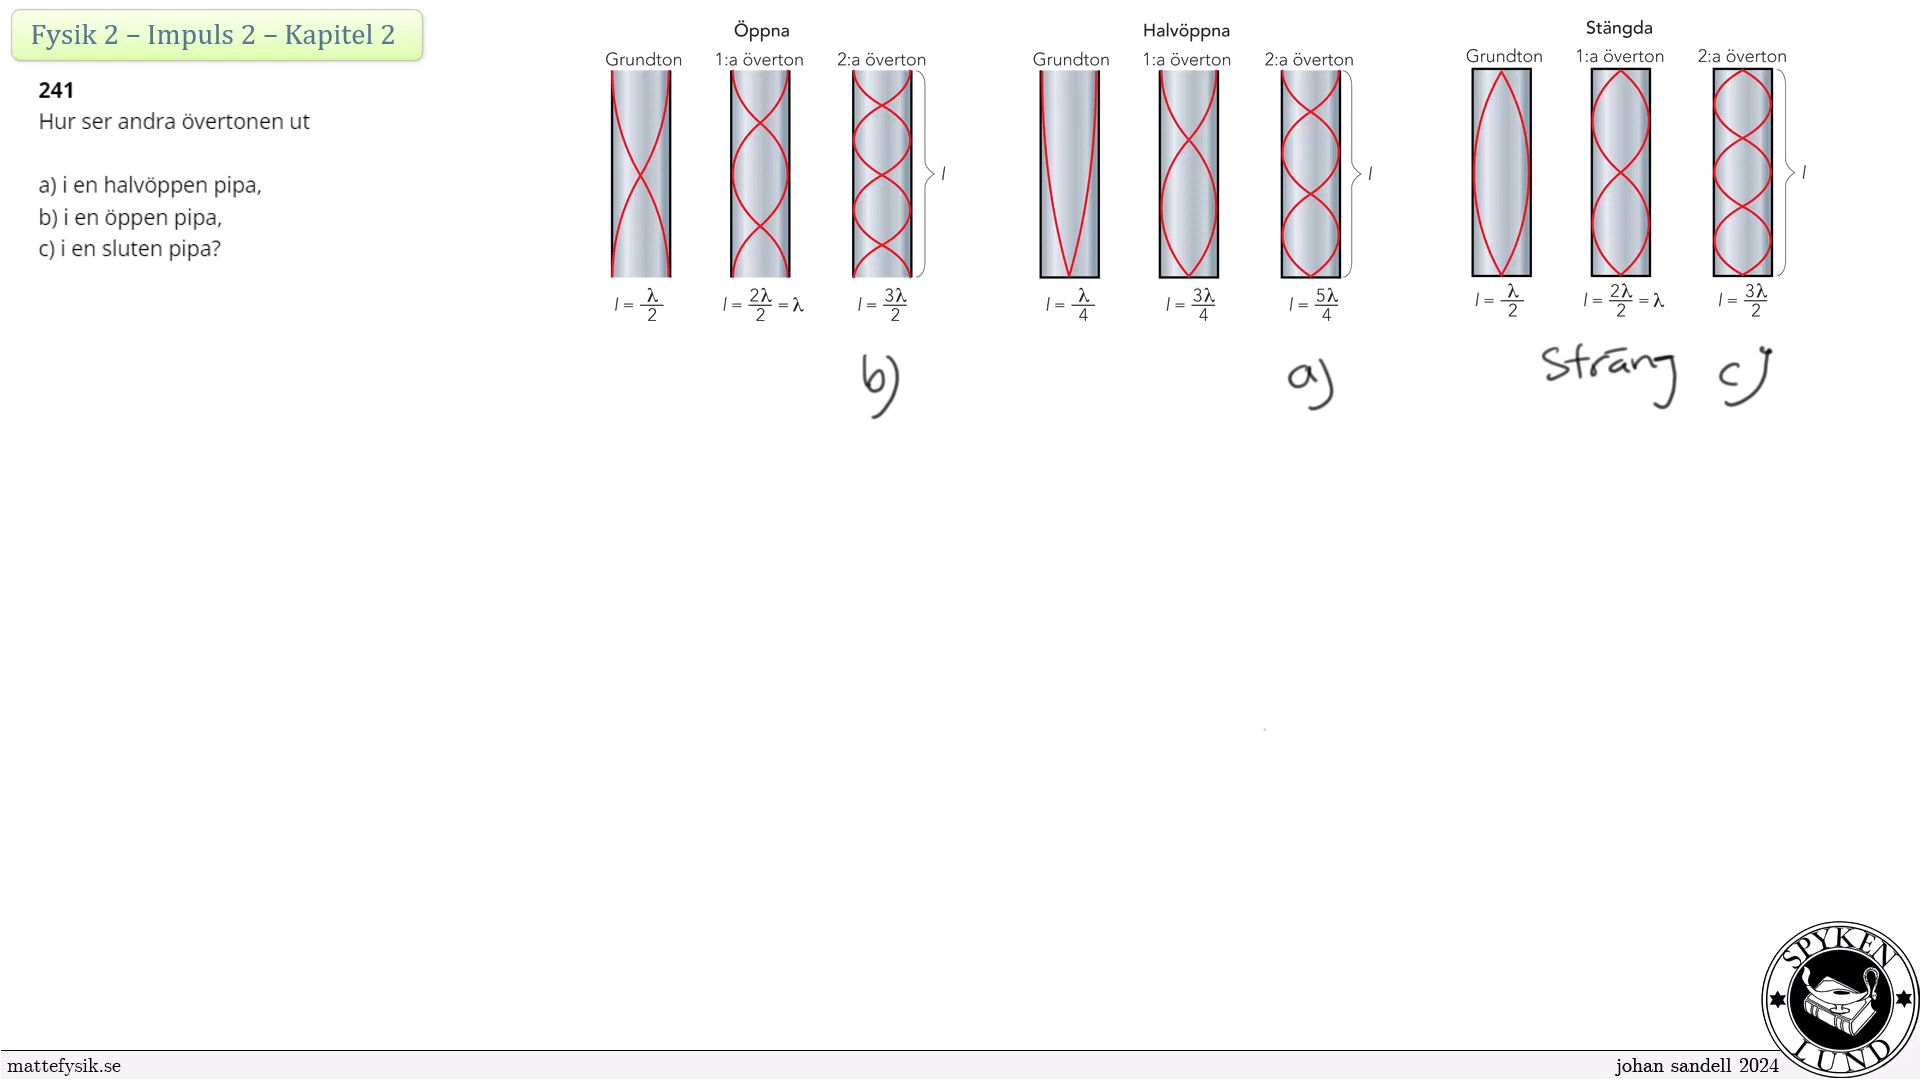 Fysik 2 – Impuls 2 – Kapitel 2
241
Hur ser andra övertonen ut
a) i en halvöppen pipa,
b) i en öppen pipa,
c) i en sluten pipa?
Öppna
Grundton 1:a överton 2:a överton
l
l = λ/2 l = 2λ/2 = λ l = 3λ/2
b)
Halvöppna
Grundton 1:a överton 2:a överton
l
l = λ/4 l = 3λ/4 l = 5λ/4
a)
Stängda
Grundton 1:a överton 2:a överton
l
l = λ/2 l = 2λ/2 = λ l = 3λ/2
Sträng c)
SPYKEN
LUND
mattefysik.se
johan sandell 2024